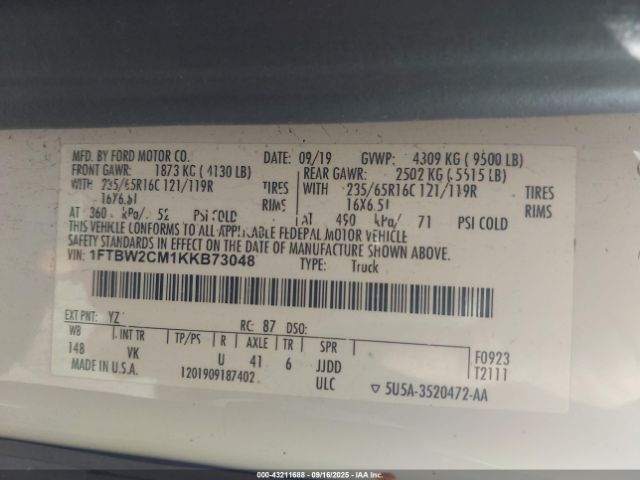 MFD. BY FORD MOTOR CO.
DATE: 09/19 GVWP: 4309 KG ( 9500 LB)
FRONT GAWR: 1873 KG ( 4130 LB)
REAR GAWR: 2502 KG ( 5515 LB)
WITH 235/65R16C 121/119R TIRES
WITH 235/65R16C 121/119R TIRES
16X6.5J RIMS
16X6.5J RIMS
AT 360 kPa/ 52 PSI COLD
AT 490 kPa/ 71 PSI COLD
THIS VEHICLE CONFORMS TO ALL APPLICABLE FEDERAL MOTOR VEHICLE
SAFETY STANDARDS IN EFFECT ON THE DATE OF MANUFACTURE SHOWN ABOVE.
VIN: 1FTBW2CM1KKB73048
TYPE: Truck
EXT PNT: YZ RC: 87 DSO:
WB INT TR TP/PS R AXLE TR SPR
148 VK U 41 6 JJDD
F0923
T2111
MADE IN U.S.A. 1201909187402 ULC
▽ 5U5A-3520472-AA
000-43211688 - 09/16/2025 - IAAI.COM